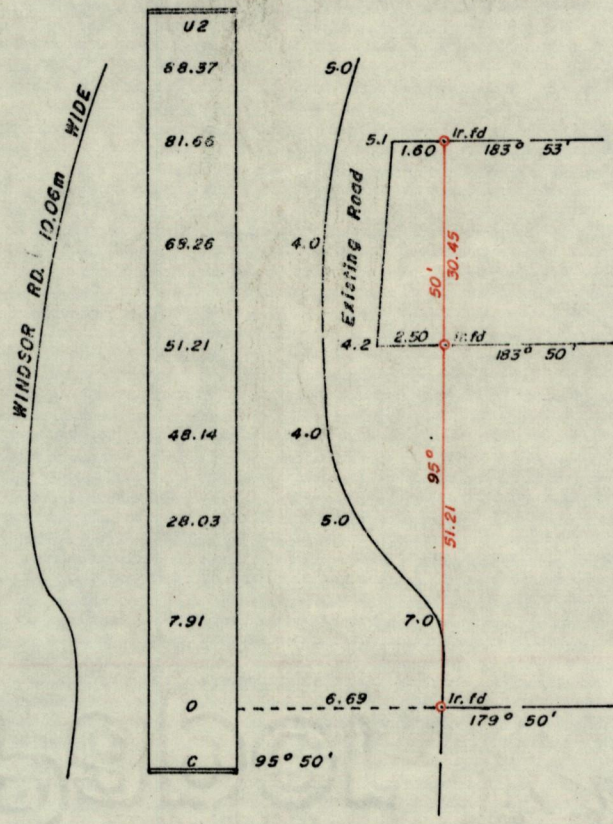 U2
68.37 5.0
WINDSOR RD. 10.06m WIDE
81.66 5.1 1.60 Ir.fd 183° 53'
Existing Road
69.26 4.0 50' 30.45
51.21 4.2 2.50 Ir.fd 183° 50'
48.14 4.0 95°
28.03 5.0 51.21
7.91 7.0
0 6.69 Ir.fd 179° 50'
C 95° 50'